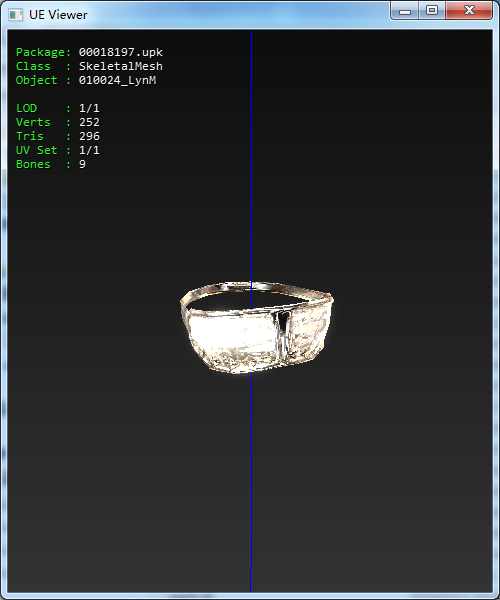 UE Viewer
Package: 00018197.upk
Class : SkeletalMesh
Object : 010024_LynM
LOD : 1/1
Verts : 252
Tris : 296
UV Set : 1/1
Bones : 9